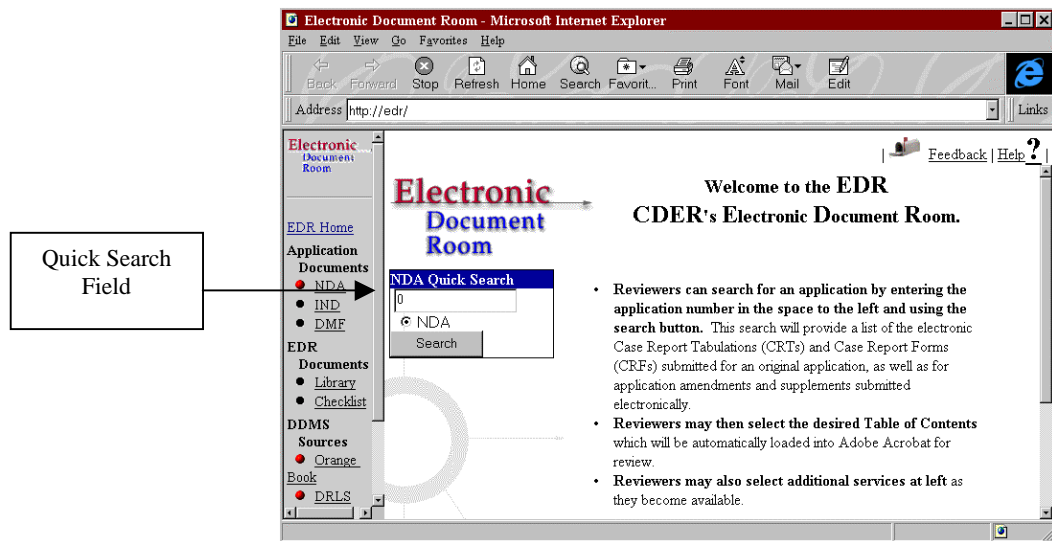 Electronic Document Room - Microsoft Internet Explorer
File Edit View Go Favorites Help
Back Forward Stop Refresh Home Search Favorit... Print Font Mail Edit
Address http://edr/ Links
Electronic
Document
Room
EDR Home
Application
Documents
NDA
IND
DMF
EDR
Documents
Library
Checklist
DDMS
Sources
Orange
Book
DRLS
Quick Search
Field
| Feedback | Help ? |
Electronic
Document
Room
NDA Quick Search
0
NDA
Search
Welcome to the EDR
CDER's Electronic Document Room.
• Reviewers can search for an application by entering the
application number in the space to the left and using the
search button. This search will provide a list of the electronic
Case Report Tabulations (CRTs) and Case Report Forms
(CRFs) submitted for an original application, as well as for
application amendments and supplements submitted
electronically.
• Reviewers may then select the desired Table of Contents
which will be automatically loaded into Adobe Acrobat for
review.
• Reviewers may also select additional services at left as
they become available.